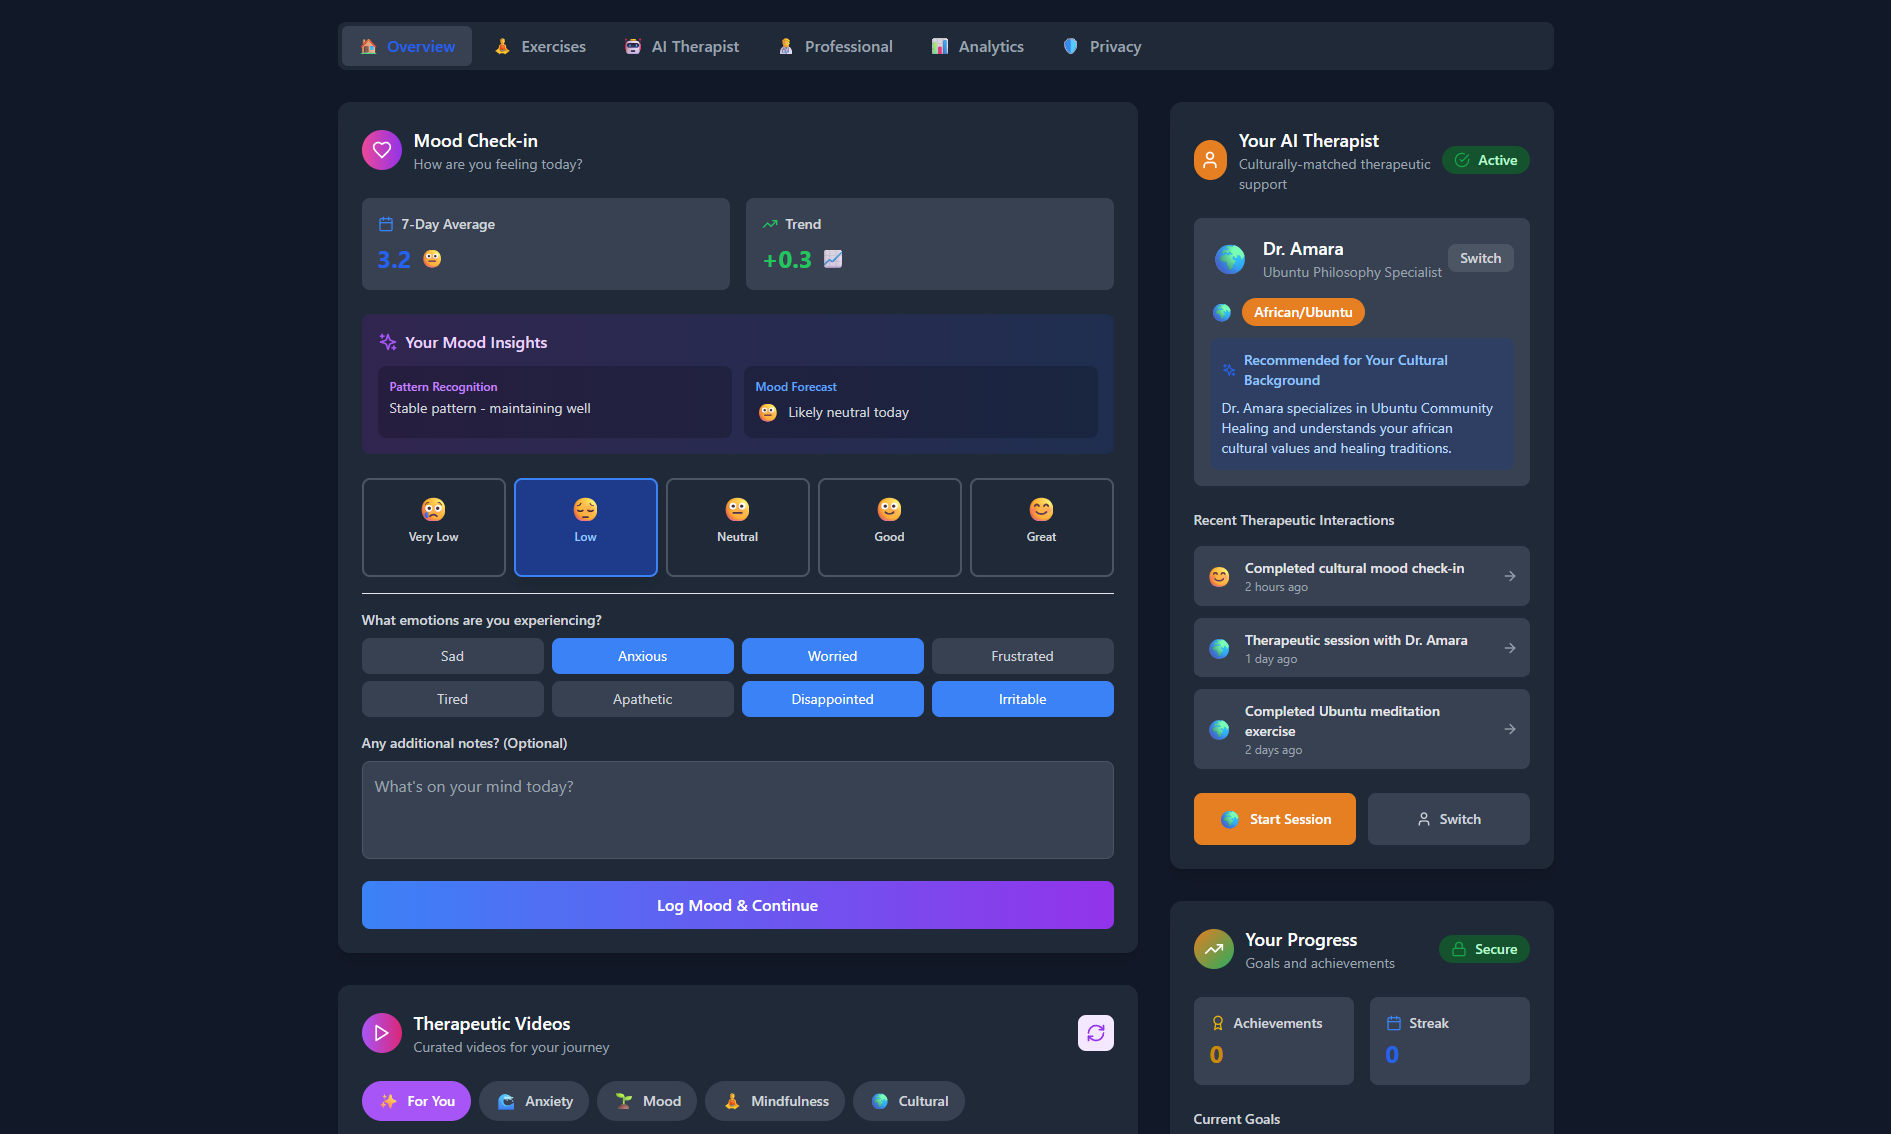 Overview
Exercises
AI Therapist
Professional
Analytics
Privacy
Mood Check-in
How are you feeling today?
7-Day Average
3.2
Trend
+0.3
Your Mood Insights
Pattern Recognition
Stable pattern - maintaining well
Mood Forecast
Likely neutral today
Very Low
Low
Neutral
Good
Great
What emotions are you experiencing?
Sad
Anxious
Worried
Frustrated
Tired
Apathetic
Disappointed
Irritable
Any additional notes? (Optional)
What's on your mind today?
Log Mood & Continue
Therapeutic Videos
Curated videos for your journey
For You
Anxiety
Mood
Mindfulness
Cultural
Your AI Therapist
Culturally-matched therapeutic
support
Active
Dr. Amara
Ubuntu Philosophy Specialist
Switch
African/Ubuntu
Recommended for Your Cultural
Background
Dr. Amara specializes in Ubuntu Community
Healing and understands your african
cultural values and healing traditions.
Recent Therapeutic Interactions
Completed cultural mood check-in
2 hours ago
Therapeutic session with Dr. Amara
1 day ago
Completed Ubuntu meditation
exercise
2 days ago
Start Session
Switch
Your Progress
Goals and achievements
Secure
Achievements
0
Streak
0
Current Goals